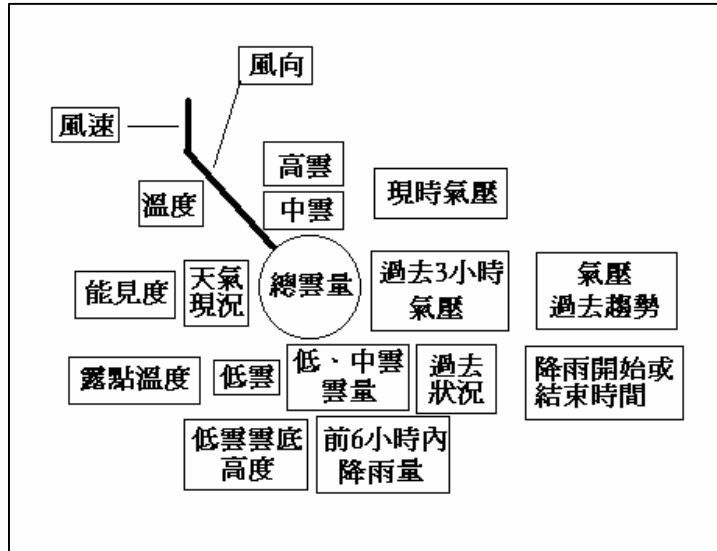 風向
風速
高雲
溫度
中雲
現時氣壓
能見度
天氣
現況
總雲量
過去3小時
氣壓
氣壓
過去趨勢
露點溫度
低雲
低、中雲
雲量
過去
狀況
降雨開始或
結束時間
低雲雲底
高度
前6小時內
降雨量